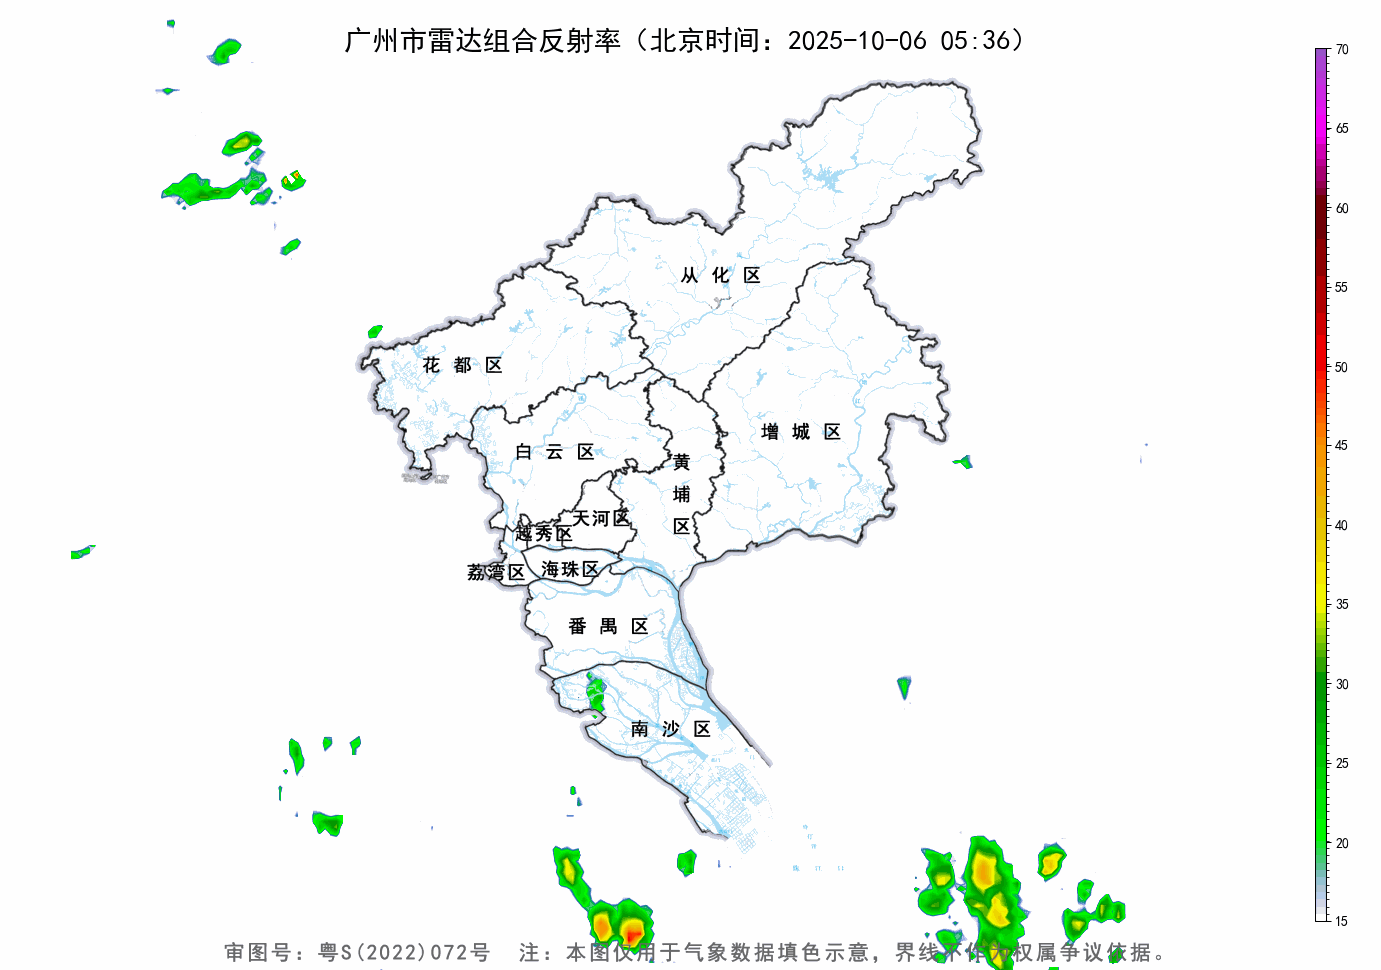 广州市雷达组合反射率（北京时间：2025-10-06 05:36）
70
65
60
55
50
45
40
35
30
25
20
15
从化区
花都区
增城区
白云区
黄埔区
天河区
越秀区
荔湾区
海珠区
番禺区
南沙区
审图号：粤S(2022)072号 注：本图仅用于气象数据填色示意，界线不作为权属争议依据。